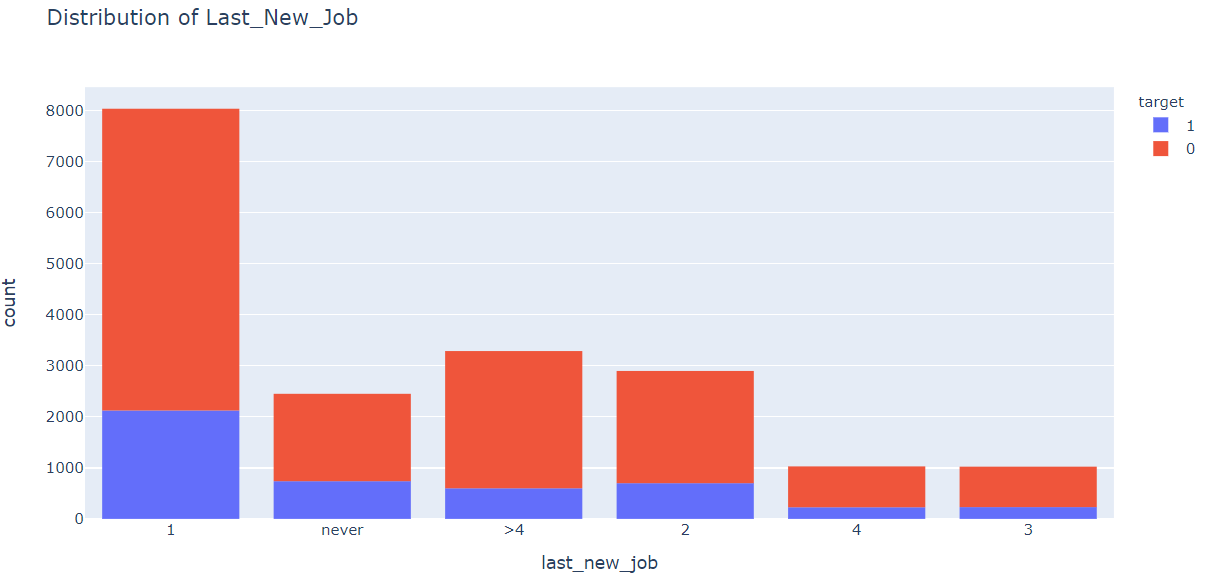 Distribution of Last_New_Job
target
1
0
8000
7000
6000
5000
4000
3000
2000
1000
0
count
1 never >4 2 4 3
last_new_job